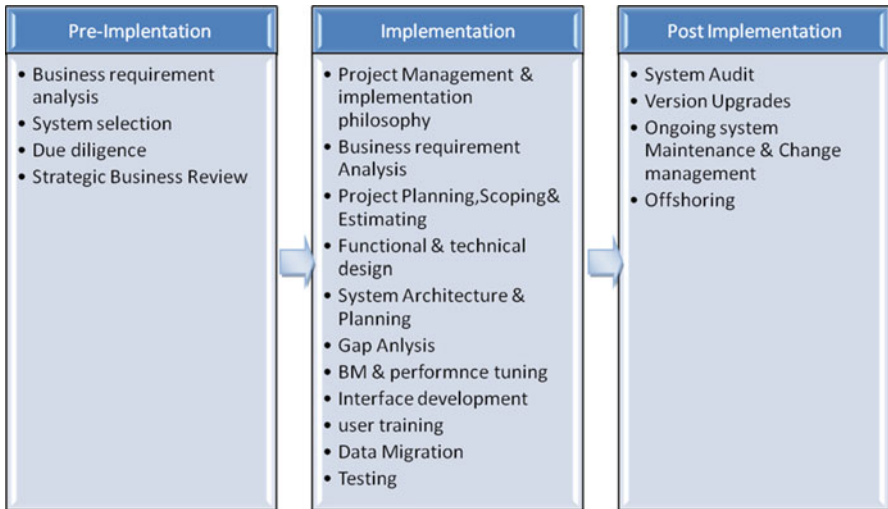 Pre-Implentation
• Business requirement
analysis
• System selection
• Due diligence
• Strategic Business Review
Implementation
• Project Management &
implementation
philosophy
• Business requirement
Analysis
• Project Planning,Scoping&
Estimating
• Functional & technical
design
• System Architecture &
Planning
• Gap Anlysis
• BM & performnce tuning
• Interface development
• user training
• Data Migration
• Testing
Post Implementation
• System Audit
• Version Upgrades
• Ongoing system
Maintenance & Change
management
• Offshoring